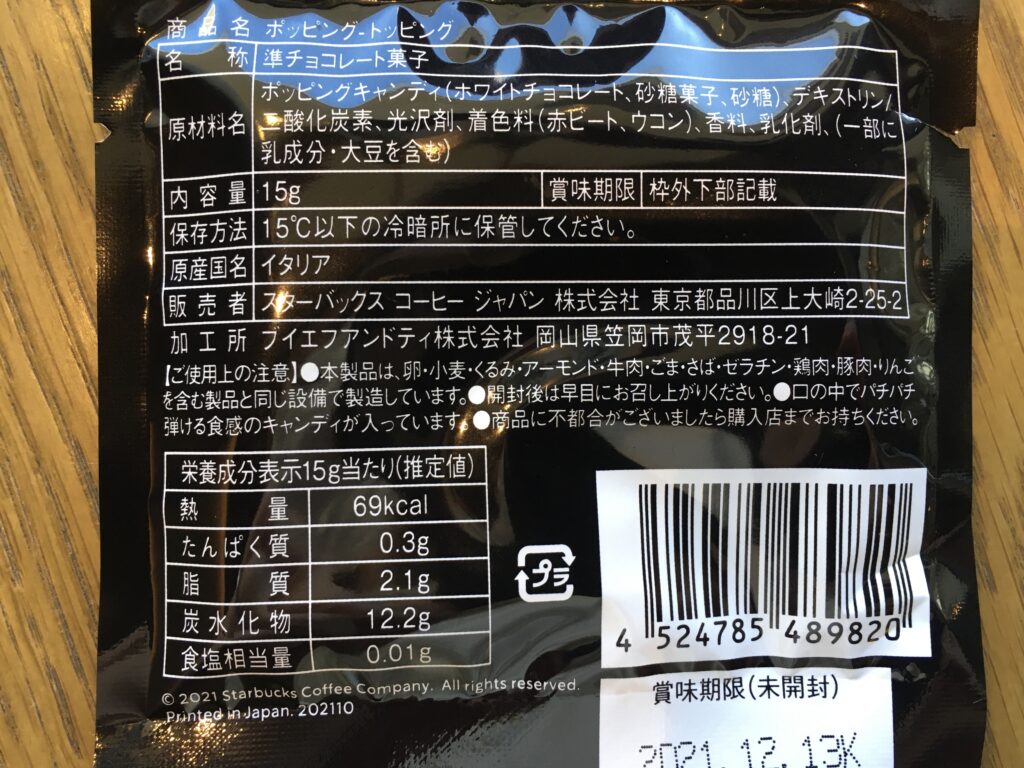 商品名 ポッピング-トッピング
名称 準チョコレート菓子
原材料名 ポッピングキャンディ(ホワイトチョコレート、砂糖菓子、砂糖)、デキストリン/
二酸化炭素、光沢剤、着色料(赤ビート、ウコン)、香料、乳化剤、(一部に
乳成分・大豆を含む)
内容量 15g 賞味期限 枠外下部記載
保存方法 15℃以下の冷暗所に保管してください。
原産国名 イタリア
販売者 スターバックス コーヒー ジャパン 株式会社 東京都品川区上大崎2-25-2
加工所 ブイエフアンドティ株式会社 岡山県笠岡市茂平2918-21
【ご使用上の注意】●本製品は、卵・小麦・くるみ・アーモンド・牛肉・ごま・さば・ゼラチン・鶏肉・豚肉・りんご
を含む製品と同じ設備で製造しています。●開封後は早目にお召し上がりください。●口の中でパチパチ
弾ける食感のキャンディが入っています。●商品に不都合がございましたら購入店までお持ちください。
栄養成分表示15g当たり(推定値)
熱量 69kcal
たんぱく質 0.3g
脂質 2.1g
炭水化物 12.2g
食塩相当量 0.01g
プラ
4 524785 489820
© 2021 Starbucks Coffee Company. All rights reserved.
Printed in Japan. 202110
賞味期限(未開封)
2021.12.13K